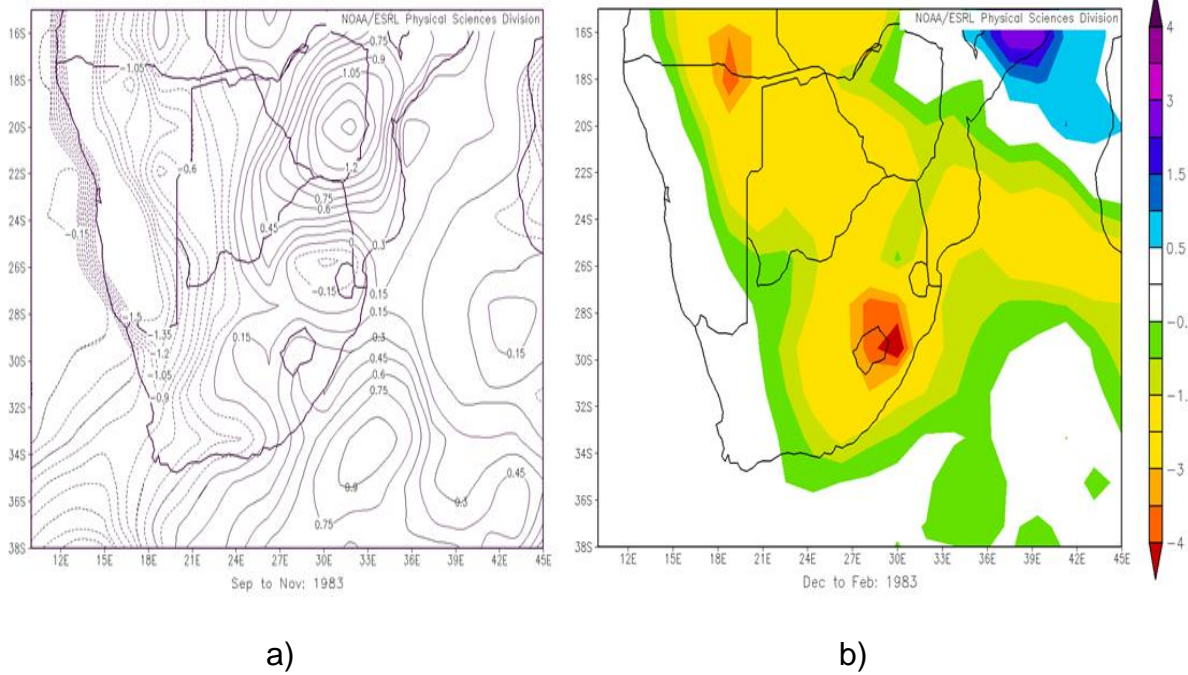 NOAA/ESRL Physical Sciences Division
16S
18S
20S
22S
24S
26S
28S
30S
32S
34S
36S
38S
12E
15E
18E
21E
24E
27E
30E
33E
36E
39E
42E
45E
-1.05
-0.75
0.9
1.05
1.2
-0.6
0.75
0.6
0.45
0.3
0
-0.15
-0.15
0.15
0.15
-1.5
-1.35
-1.2
-1.05
-0.9
0.15
0.3
0.45
0.6
0.75
0.15
0.9
0.75
0.45
0.3
Sep to Nov: 1983
a)
NOAA/ESRL Physical Sciences Division
16S
18S
20S
22S
24S
26S
28S
30S
32S
34S
36S
38S
12E
15E
18E
21E
24E
27E
30E
33E
36E
39E
42E
45E
Dec to Feb: 1983
4
3
1.5
0.5
-0.
-1.
-3
-4
b)